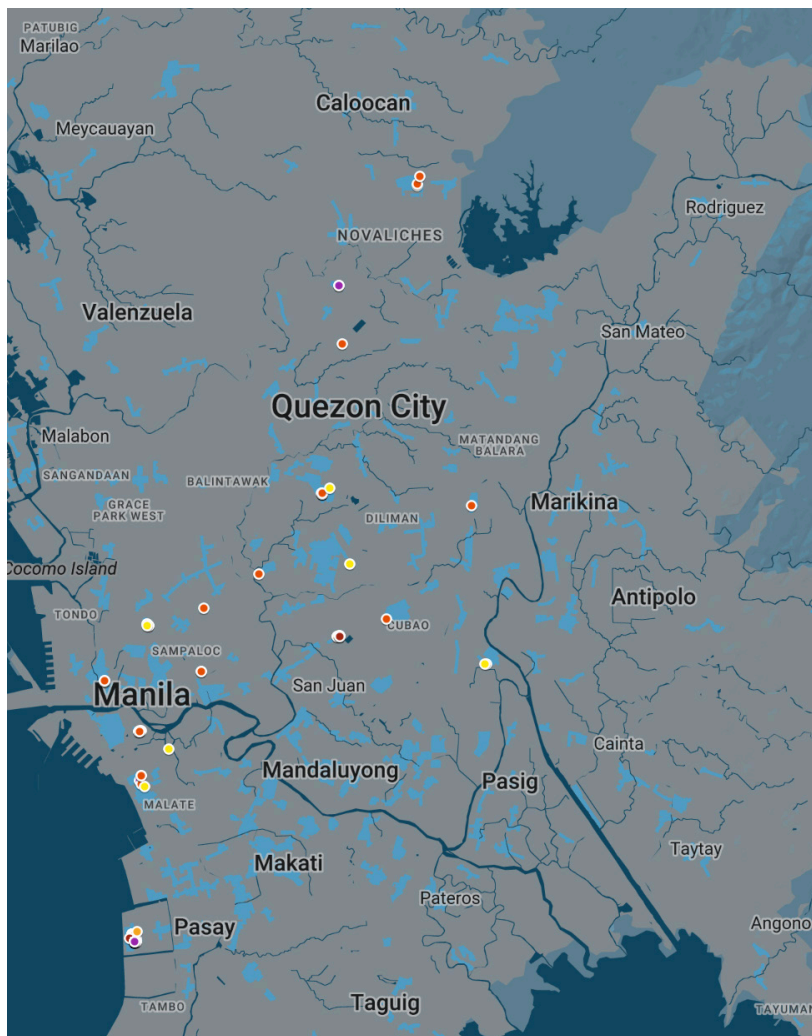 PATUBIG
Marilao
Caloocan
Meycauayan
Rodriguez
NOVALICHES
Valenzuela
San Mateo
Quezon City
Malabon
MATANDANG
BALARA
SANGANDAAN
BALINTAWAK
Marikina
GRACE
PARK WEST
DILIMAN
Cocomo Island
Antipolo
TONDO
CUBAO
SAMPALOC
Manila
San Juan
Cainta
Mandaluyong
Pasig
MALATE
Taytay
Makati
Pateros
Pasay
Angono
TAMBO
Taguig
TAYUMAN